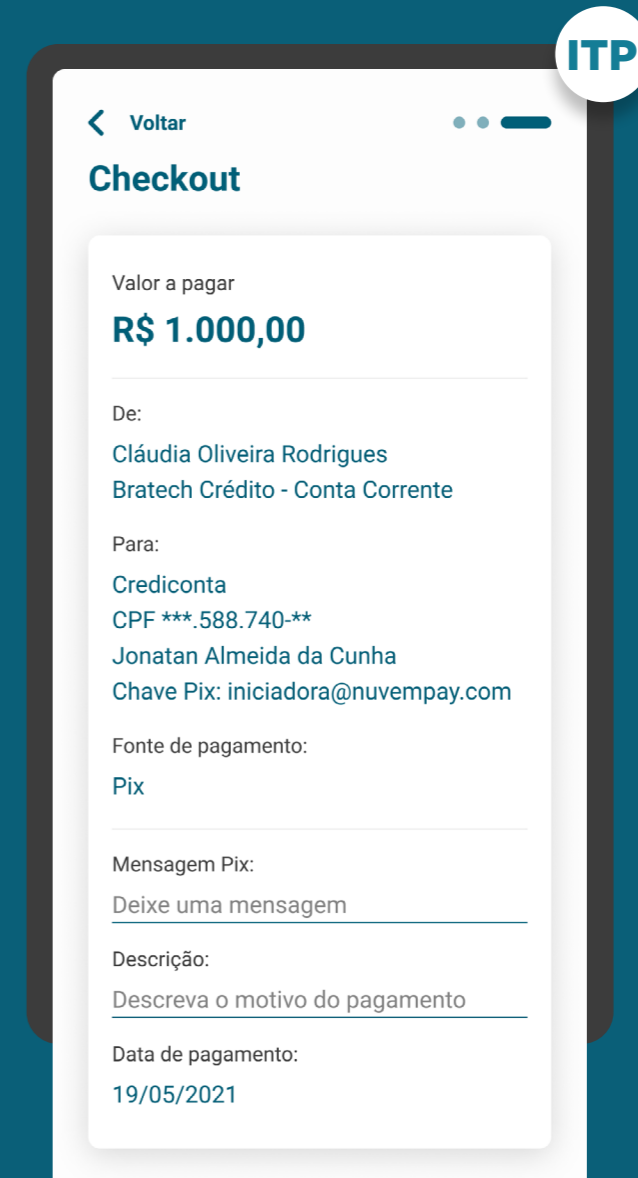 ITP
Voltar
Checkout
Valor a pagar
R$ 1.000,00
De:
Cláudia Oliveira Rodrigues
Bratech Crédito - Conta Corrente
Para:
Crediconta
CPF ***.588.740-**
Jonatan Almeida da Cunha
Chave Pix: iniciadora@nuvempay.com
Fonte de pagamento:
Pix
Mensagem Pix:
Deixe uma mensagem
Descrição:
Descreva o motivo do pagamento
Data de pagamento:
19/05/2021